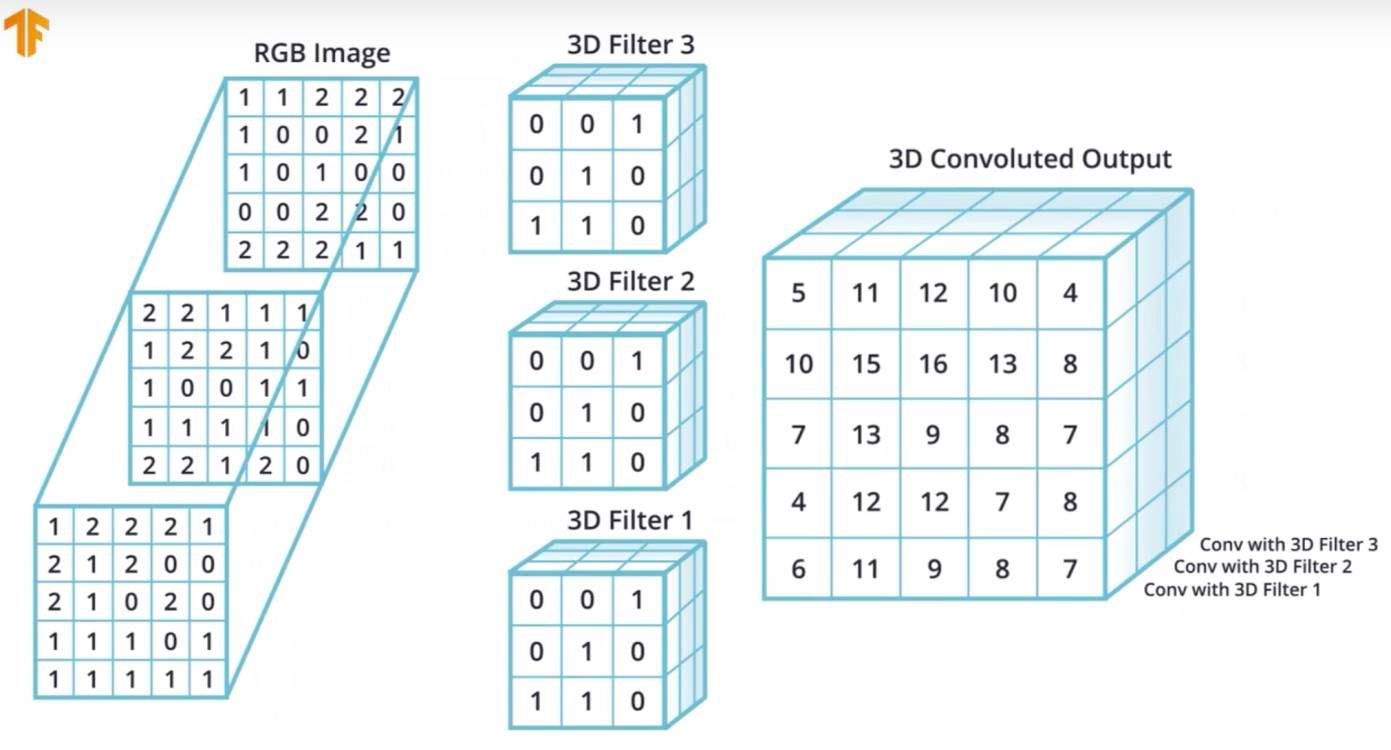 RGB Image
1 1 2 2 2
1 0 0 2 1
1 0 1 0 0
0 0 2 2 0
2 2 2 1 1
2 2 1 1 1
1 2 2 1 0
1 0 0 1 1
1 1 1 1 0
2 2 1 2 0
1 2 2 2 1
2 1 2 0 0
2 1 0 2 0
1 1 1 0 1
1 1 1 1 1
3D Filter 3
0 0 1
0 1 0
1 1 0
3D Filter 2
0 0 1
0 1 0
1 1 0
3D Filter 1
0 0 1
0 1 0
1 1 0
3D Convoluted Output
5 11 12 10 4
10 15 16 13 8
7 13 9 8 7
4 12 12 7 8
6 11 9 8 7
Conv with 3D Filter 3
Conv with 3D Filter 2
Conv with 3D Filter 1